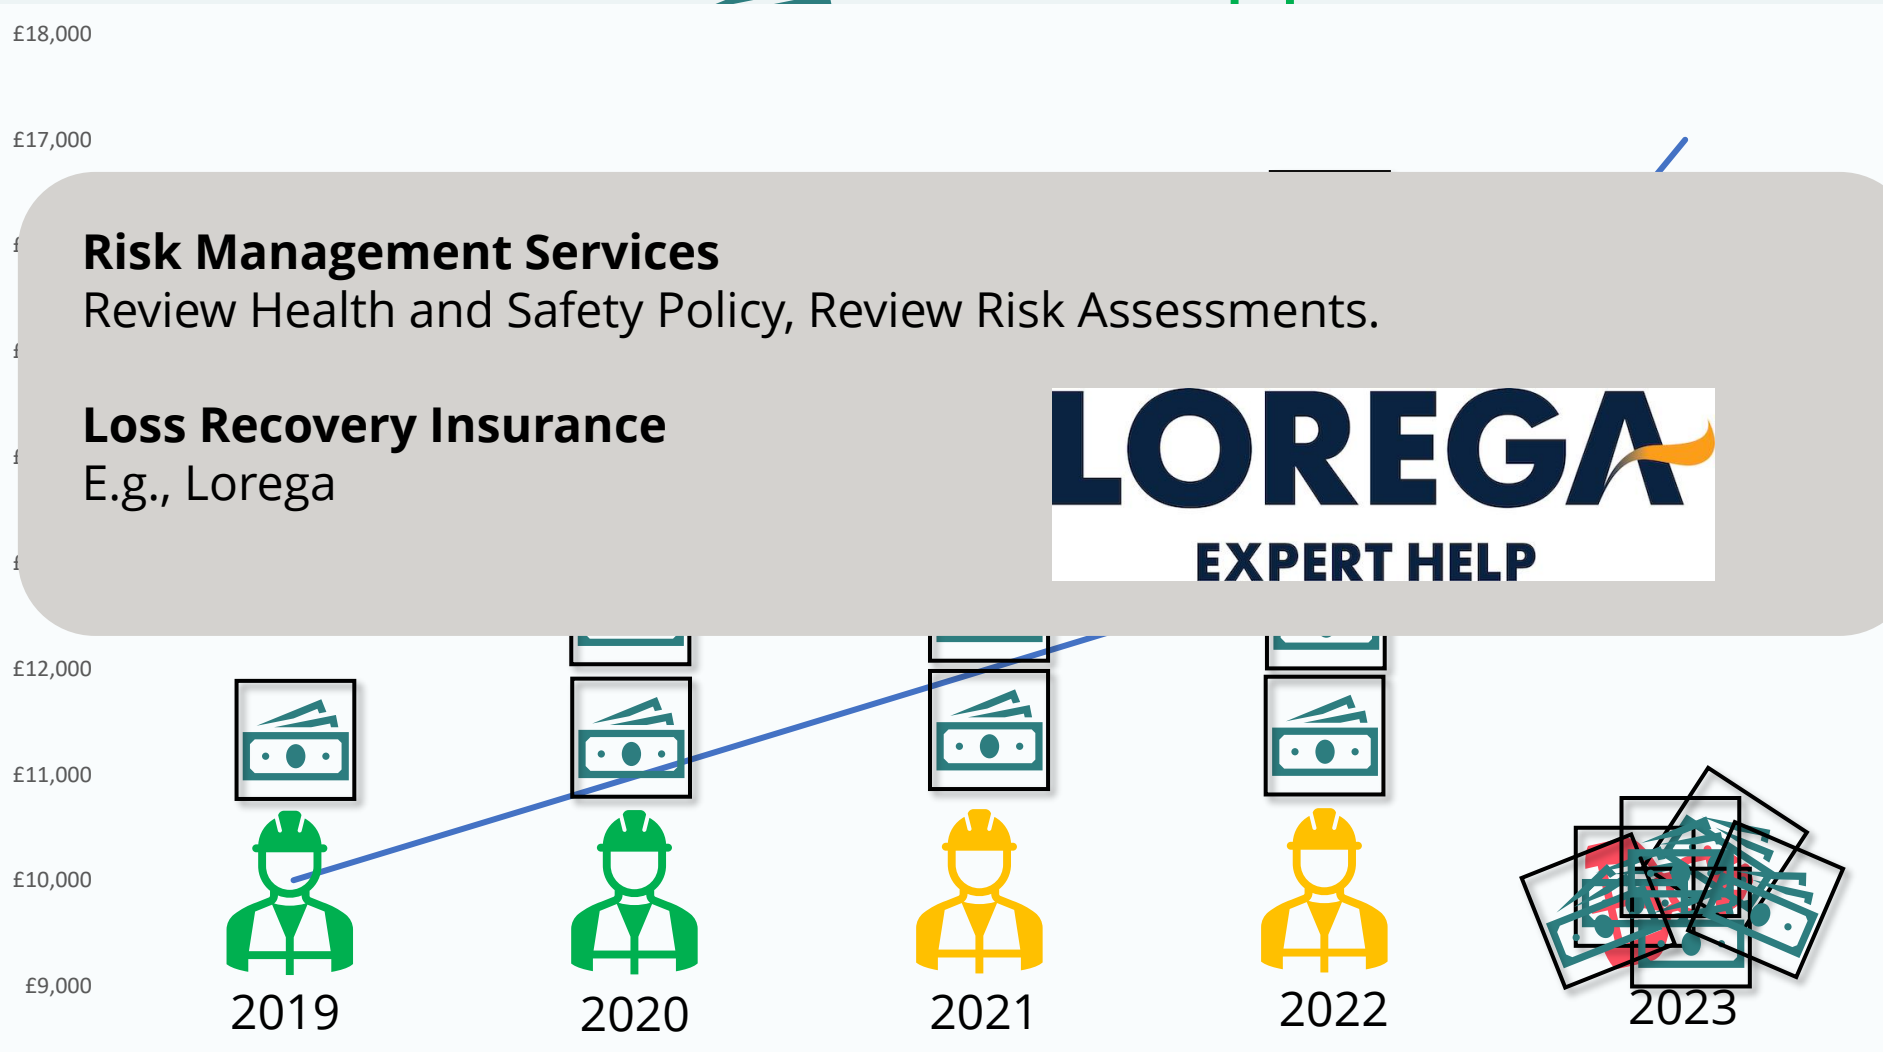 £18,000
£17,000
Risk Management Services
Review Health and Safety Policy, Review Risk Assessments.
Loss Recovery Insurance
E.g., Lorega
LOREGA
EXPERT HELP
£12,000
£11,000
£10,000
£9,000
2019 2020 2021 2022 2023